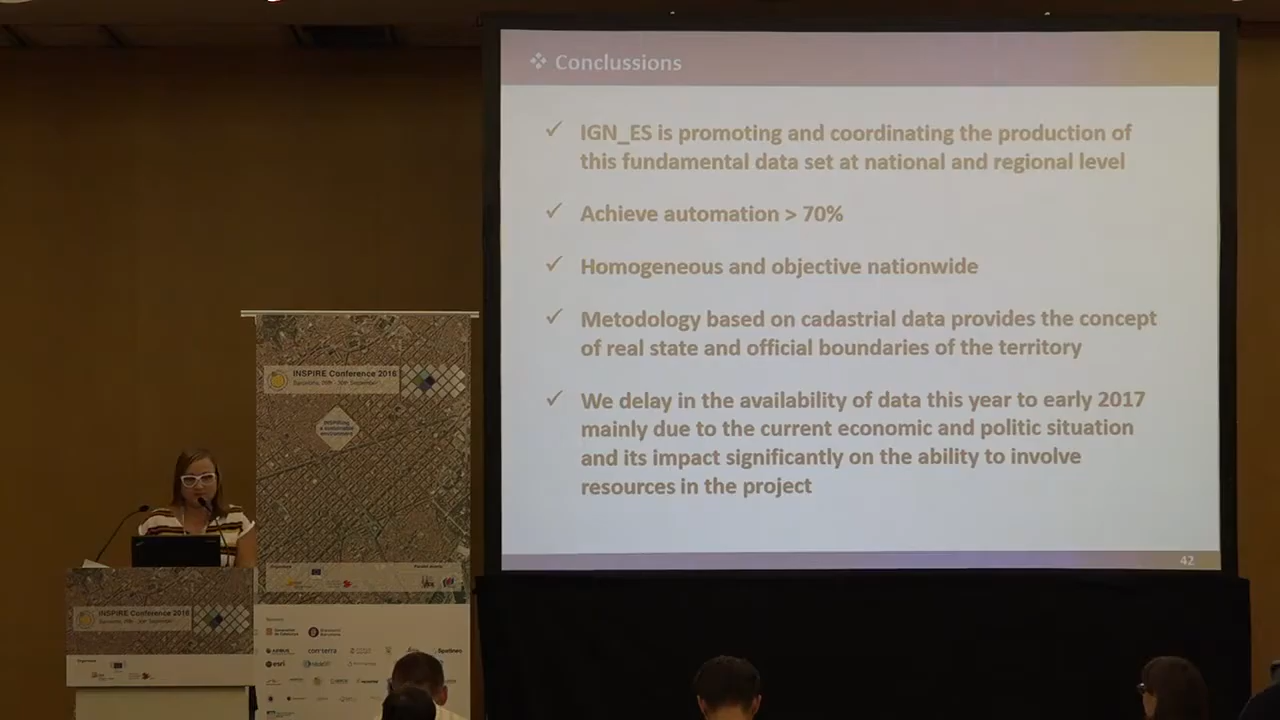 ❖ Conclussions
✓ IGN_ES is promoting and coordinating the production of
this fundamental data set at national and regional level
✓ Achieve automation > 70%
✓ Homogeneous and objective nationwide
✓ Metodology based on cadastrial data provides the concept
of real state and official boundaries of the territory
✓ We delay in the availability of data this year to early 2017
mainly due to the current economic and politic situation
and its impact significantly on the ability to involve
resources in the project
42
INSPIRE Conference 2016
INSPIRE Conference 2016
esri